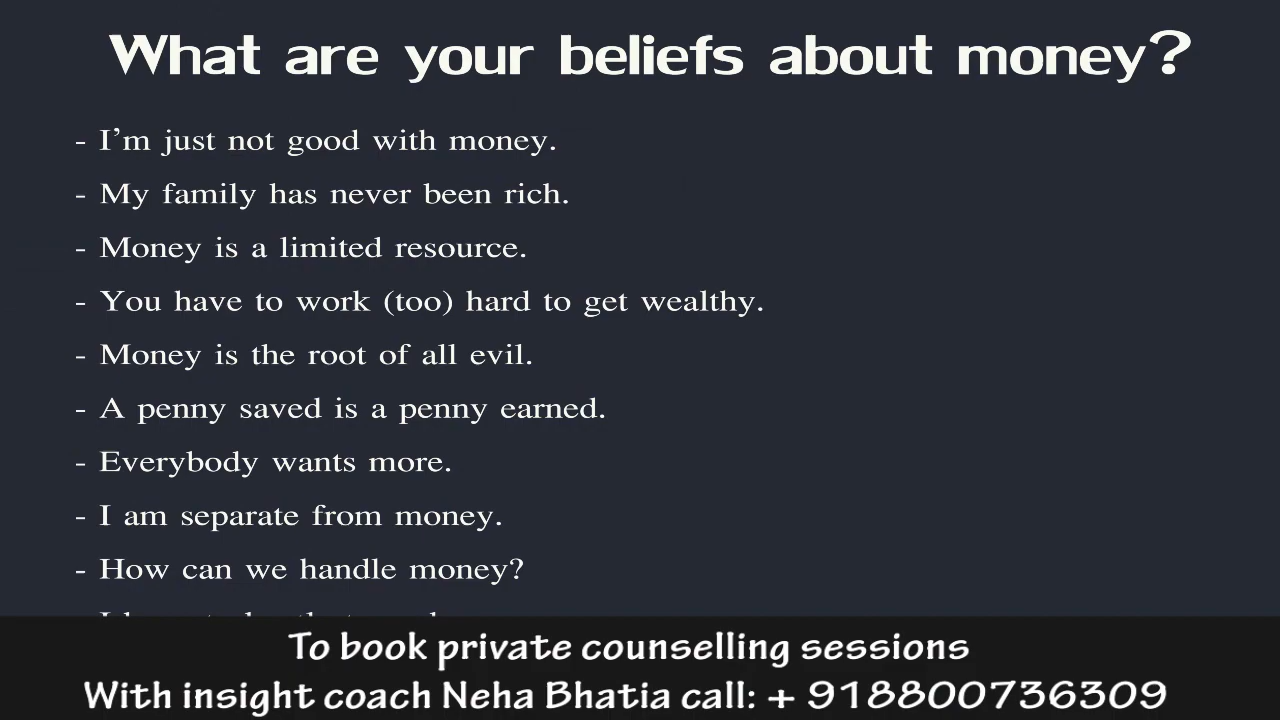 What are your beliefs about money?
- I'm just not good with money.
- My family has never been rich.
- Money is a limited resource.
- You have to work (too) hard to get wealthy.
- Money is the root of all evil.
- A penny saved is a penny earned.
- Everybody wants more.
- I am separate from money.
- How can we handle money?
To book private counselling sessions
With insight coach Neha Bhatia call: + 918800736309